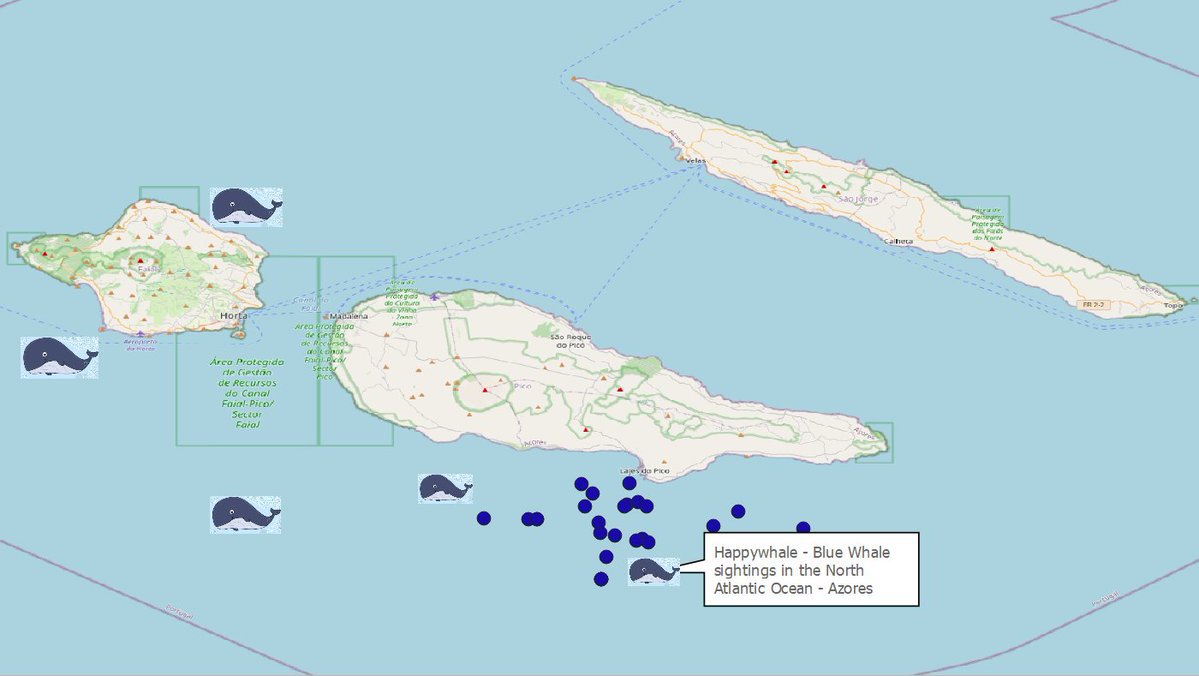 Velas
São Jorge
Calheta
Área de
Paisagem
Protegida
das Fajãs
do Norte
Açores
ER 2-2
Topo
Açores
Faial
Horta
Aeroporto
da Horta
Canal do
Faial
Madalena
Área de
Paisagem
Protegida
da Cultura
da Vinha
Zona
Norte
Área Protegida
de Gestão
de Recursos
do Canal
Faial-Pico/
Sector
Pico
Área Protegida
de Gestão
de Recursos
do Canal
Faial-Pico/
Sector
Faial
São Roque
do Pico
Pico
Açores
Açores
Lajes do Pico
Happywhale - Blue Whale
sightings in the North
Atlantic Ocean - Azores
Portugal
Portugal